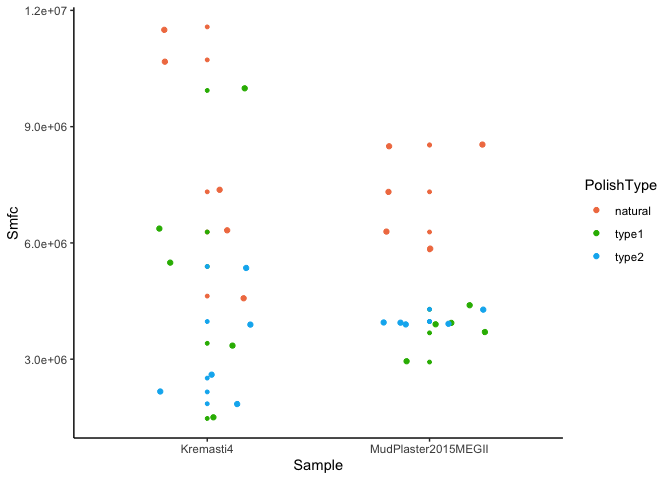 1.2e+07
9.0e+06
6.0e+06
3.0e+06
Smfc
Kremasti4
MudPlaster2015MEGII
Sample
PolishType
natural
type1
type2